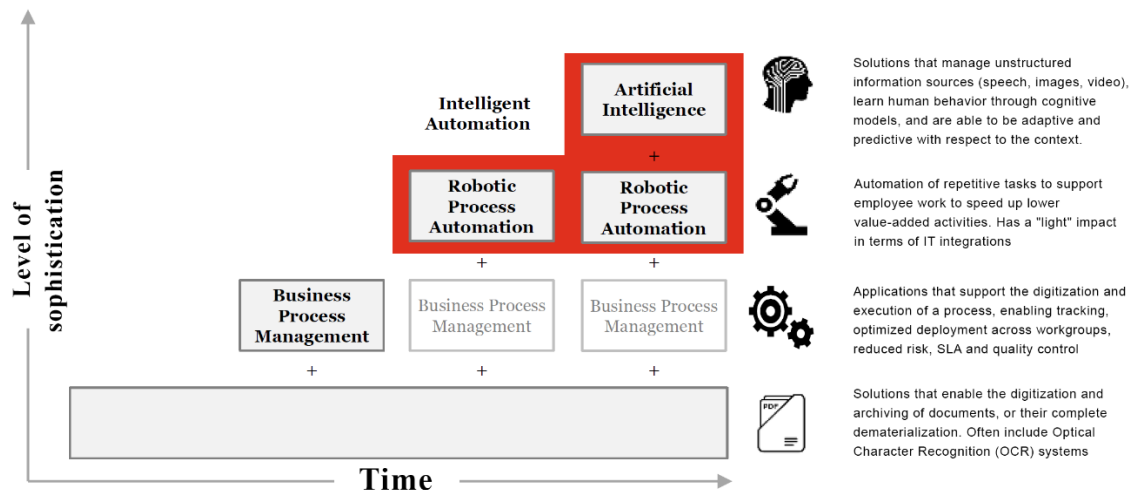 Level of
sophistication
Intelligent
Automation
Artificial
Intelligence
+
Robotic
Process
Automation
Robotic
Process
Automation
+
+
Business
Process
Management
Business Process
Management
Business Process
Management
+
+
+
Time
Solutions that manage unstructured
information sources (speech, images, video),
learn human behavior through cognitive
models, and are able to be adaptive and
predictive with respect to the context.
Automation of repetitive tasks to support
employee work to speed up lower
value-added activities. Has a "light" impact
in terms of IT integrations
Applications that support the digitization and
execution of a process, enabling tracking,
optimized deployment across workgroups,
reduced risk, SLA and quality control
PDF
Solutions that enable the digitization and
archiving of documents, or their complete
dematerialization. Often include Optical
Character Recognition (OCR) systems